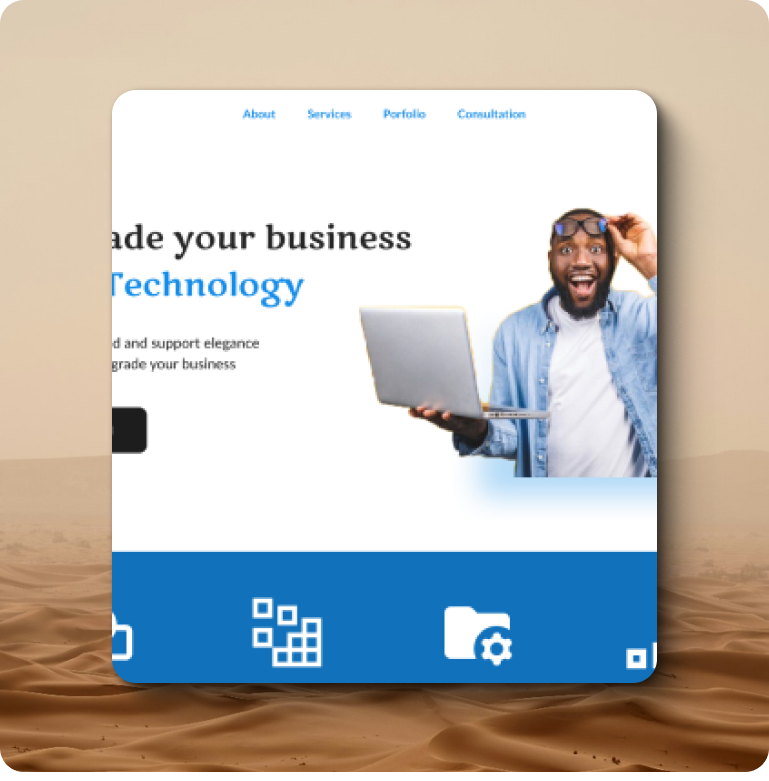 About Services Porfolio Consultation
ade your business
Technology
d and support elegance
grade your business